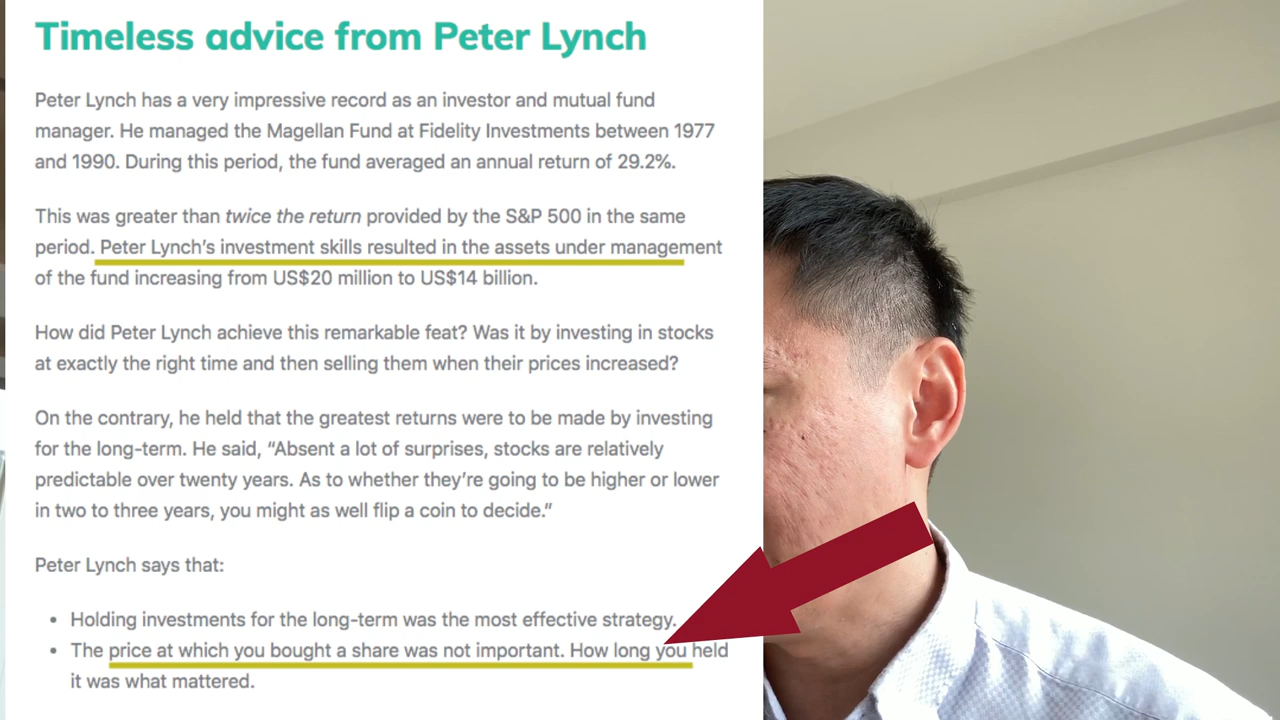 Timeless advice from Peter Lynch
Peter Lynch has a very impressive record as an investor and mutual fund
manager. He managed the Magellan Fund at Fidelity Investments between 1977
and 1990. During this period, the fund averaged an annual return of 29.2%.
This was greater than twice the return provided by the S&P 500 in the same
period. Peter Lynch's investment skills resulted in the assets under management
of the fund increasing from US$20 million to US$14 billion.
How did Peter Lynch achieve this remarkable feat? Was it by investing in stocks
at exactly the right time and then selling them when their prices increased?
On the contrary, he held that the greatest returns were to be made by investing
for the long-term. He said, “Absent a lot of surprises, stocks are relatively
predictable over twenty years. As to whether they’re going to be higher or lower
in two to three years, you might as well flip a coin to decide.”
Peter Lynch says that:
• Holding investments for the long-term was the most effective strategy.
• The price at which you bought a share was not important. How long you held
it was what mattered.